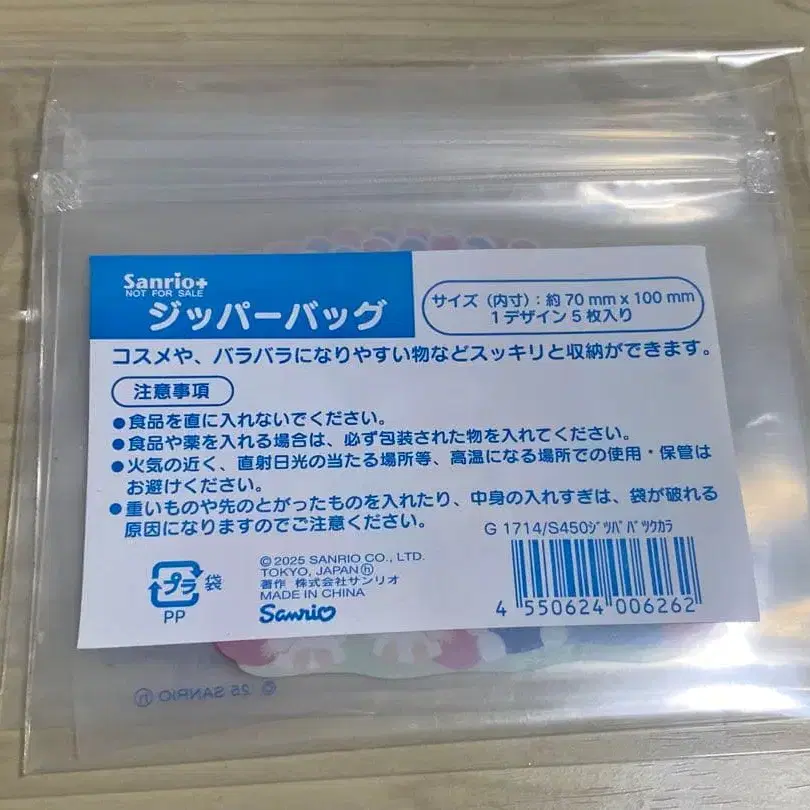 Sanrio+
NOT FOR SALE
ジッパーバッグ
サイズ(内寸):約70mm x 100mm
1デザイン5枚入り
コスメや、バラバラになりやすい物などスッキリと収納ができます。
注意事項
●食品を直に入れないでください。
●食品や薬を入れる場合は、必ず包装された物を入れてください。
●火気の近く、直射日光の当たる場所等、高温になる場所での使用・保管は
お避けください。
●重いものや先のとがったものを入れたり、中身の入れすぎは、袋が破れる
原因になりますのでご注意ください。
G 1714/S450ジツパバツクカラ
プラ 袋
PP
© 2025 SANRIO CO., LTD.
TOKYO, JAPAN ⓗ
著作 株式会社サンリオ
MADE IN CHINA
Sanrio
4 550624 006262
© '25 SANRIO ⓗ